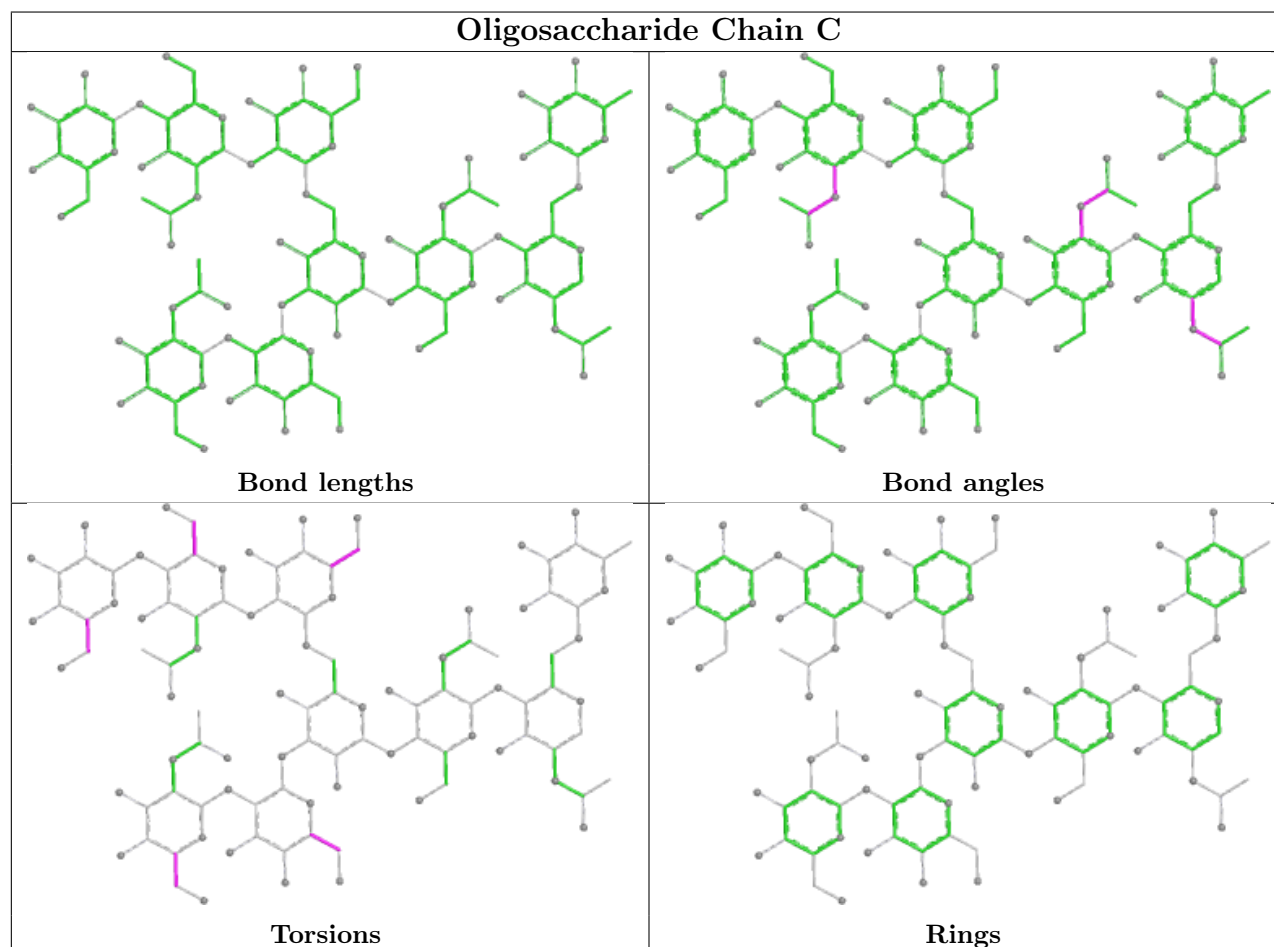 Oligosaccharide Chain C
Bond lengths
Bond angles
Torsions
Rings